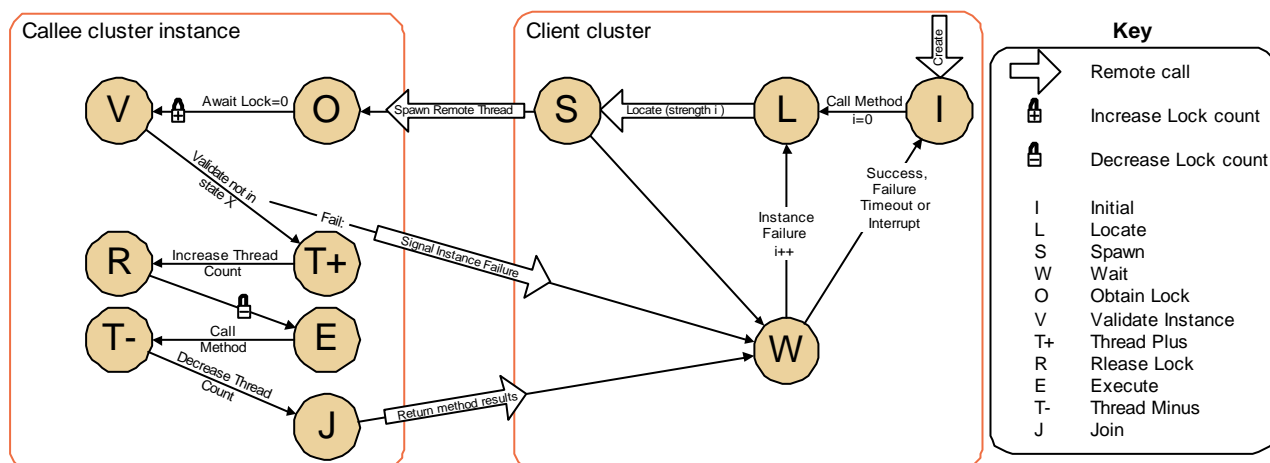 Callee cluster instance
Client cluster
Create
Key
V
Await Lock=0
O
Spawn Remote Thread
S
Locate (strength i )
L
Call Method
i=0
I
Remote call
Increase Lock count
Decrease Lock count
Validate not in
state X
Fail:
Signal Instance Failure
Instance
Failure
i++
Success,
Failure
Timeout or
Interrupt
R
Increase Thread
Count
T+
T-
Call
Method
E
W
Decrease Thread
Count
J
Return method results
I Initial
L Locate
S Spawn
W Wait
O Obtain Lock
V Validate Instance
T+ Thread Plus
R Rlease Lock
E Execute
T- Thread Minus
J Join